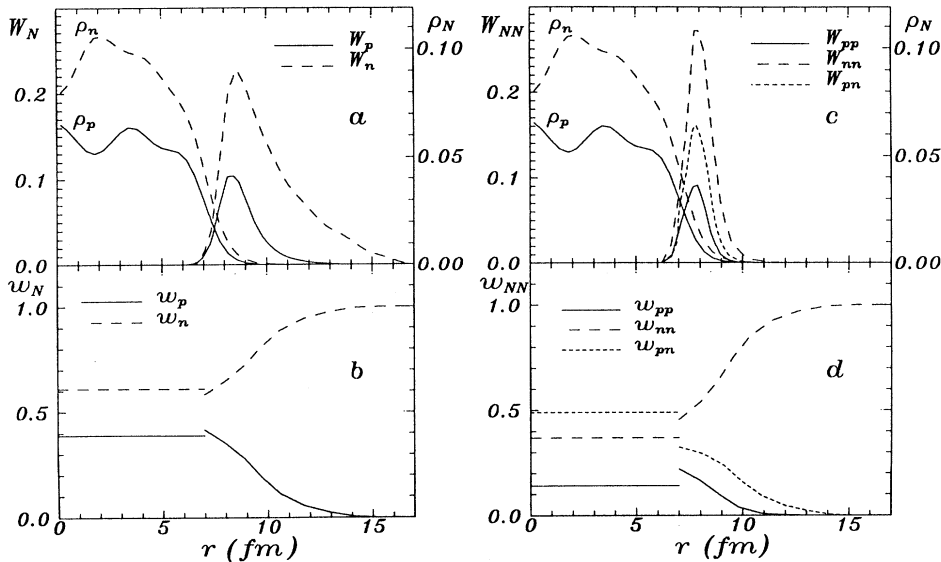 W_N
ρ_n
ρ_p
W_p
W_n
a
ρ_N
0.2
0.1
0.0
0.10
0.05
0.00
W_NN
ρ_n
ρ_p
W_pp
W_nn
W_pn
c
ρ_N
0.2
0.1
0.0
0.10
0.05
0.00
w_N
w_p
w_n
b
1.0
0.5
0.0
0
5
10
15
r (fm)
w_NN
w_pp
w_nn
w_pn
d
1.0
0.5
0.0
0
5
10
15
r (fm)